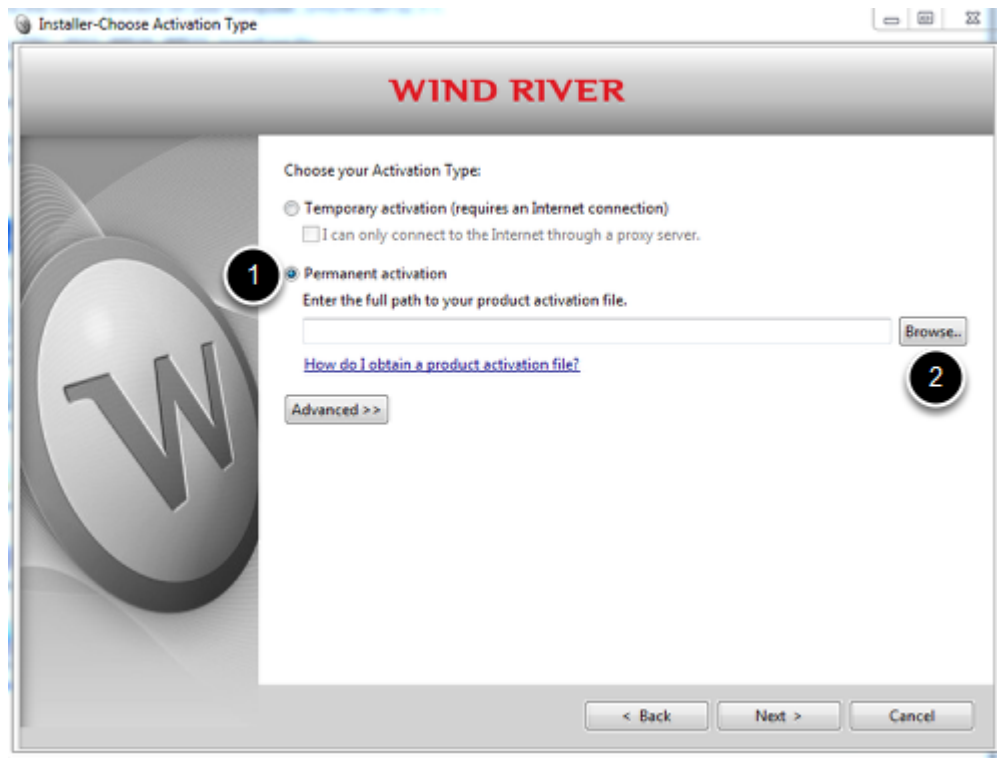 Installer-Choose Activation Type
WIND RIVER
Choose your Activation Type:
Temporary activation (requires an Internet connection)
I can only connect to the Internet through a proxy server.
1
Permanent activation
Enter the full path to your product activation file.
Browse..
How do I obtain a product activation file?
2
Advanced >>
W
< Back
Next >
Cancel